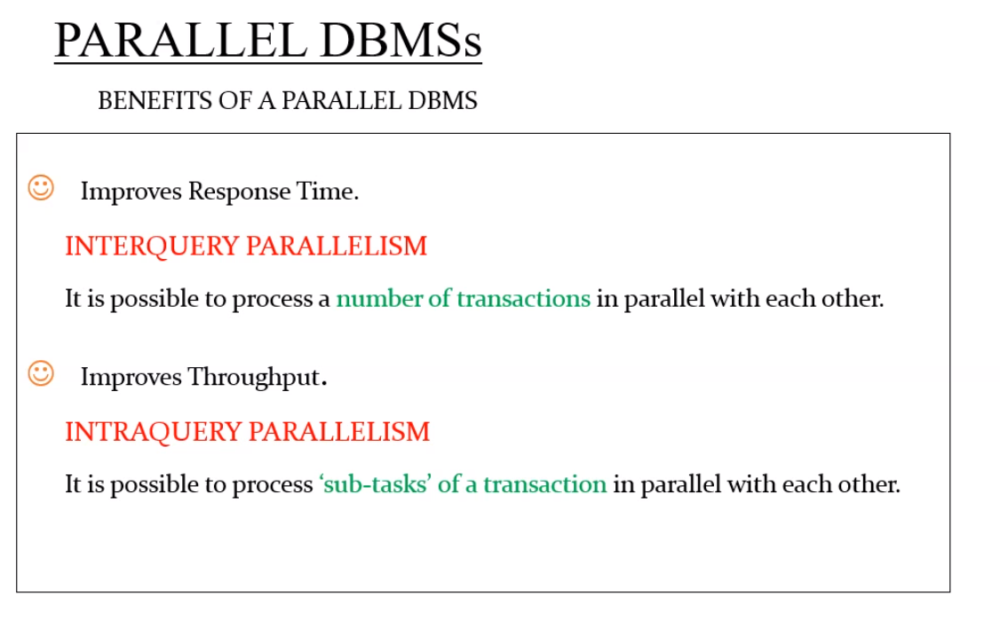 PARALLEL DBMSs
BENEFITS OF A PARALLEL DBMS
Improves Response Time.
INTERQUERY PARALLELISM
It is possible to process a number of transactions in parallel with each other.
Improves Throughput.
INTRAQUERY PARALLELISM
It is possible to process ‘sub-tasks’ of a transaction in parallel with each other.